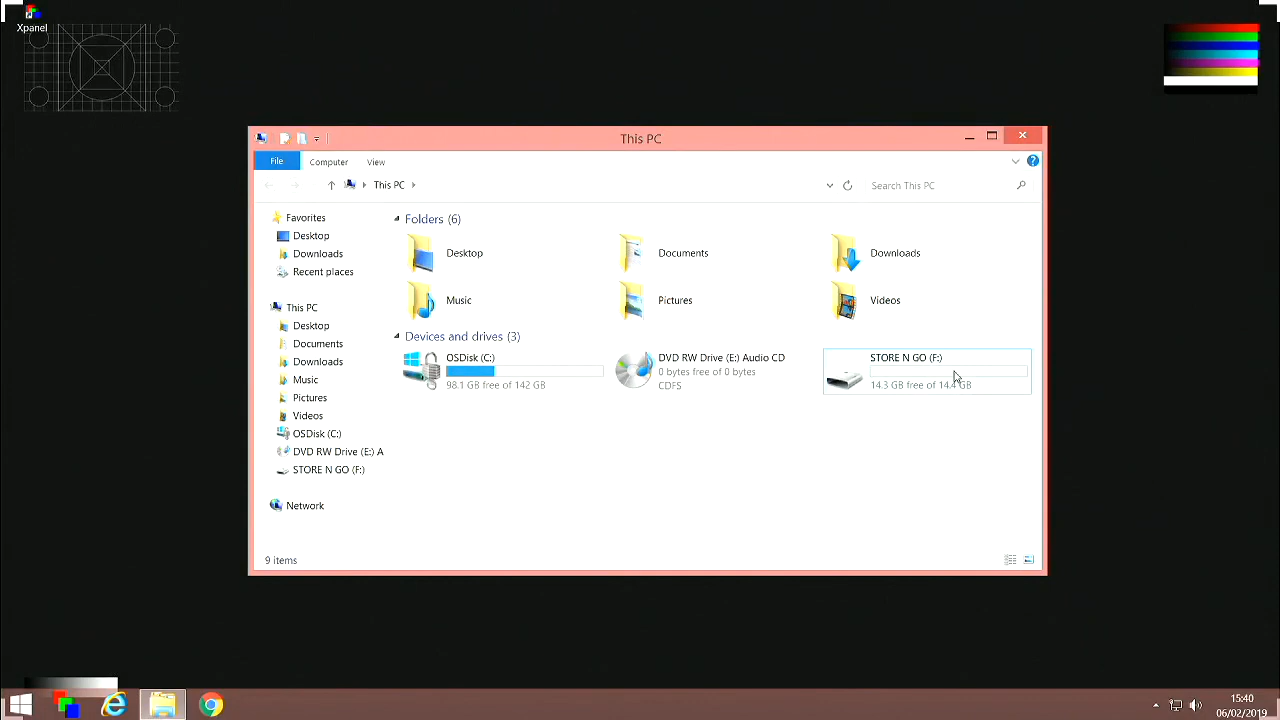 Xpanel
This PC
File
Computer
View
This PC
Search This PC
Favorites
Desktop
Downloads
Recent places
This PC
Desktop
Documents
Downloads
Music
Pictures
Videos
OSDisk (C:)
DVD RW Drive (E:) A
STORE N GO (F:)
Network
Folders (6)
Desktop
Documents
Downloads
Music
Pictures
Videos
Devices and drives (3)
OSDisk (C:)
98.1 GB free of 142 GB
DVD RW Drive (E:) Audio CD
0 bytes free of 0 bytes
CDFS
STORE N GO (F:)
14.3 GB free of 14.4 GB
9 items
15:40
06/02/2019